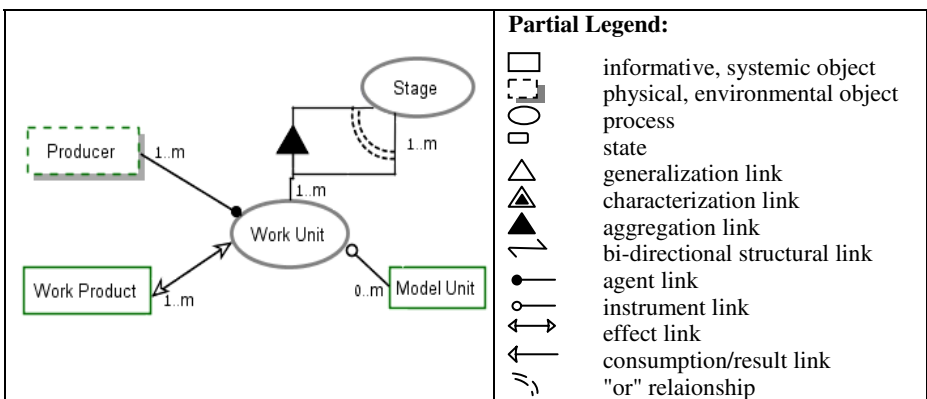 Stage
1..m
Producer
1..m
1..m
Work Unit
Work Product
1..m
0..m
Model Unit
Partial Legend:
informative, systemic object
physical, environmental object
process
state
generalization link
characterization link
aggregation link
bi-directional structural link
agent link
instrument link
effect link
consumption/result link
"or" relaionship